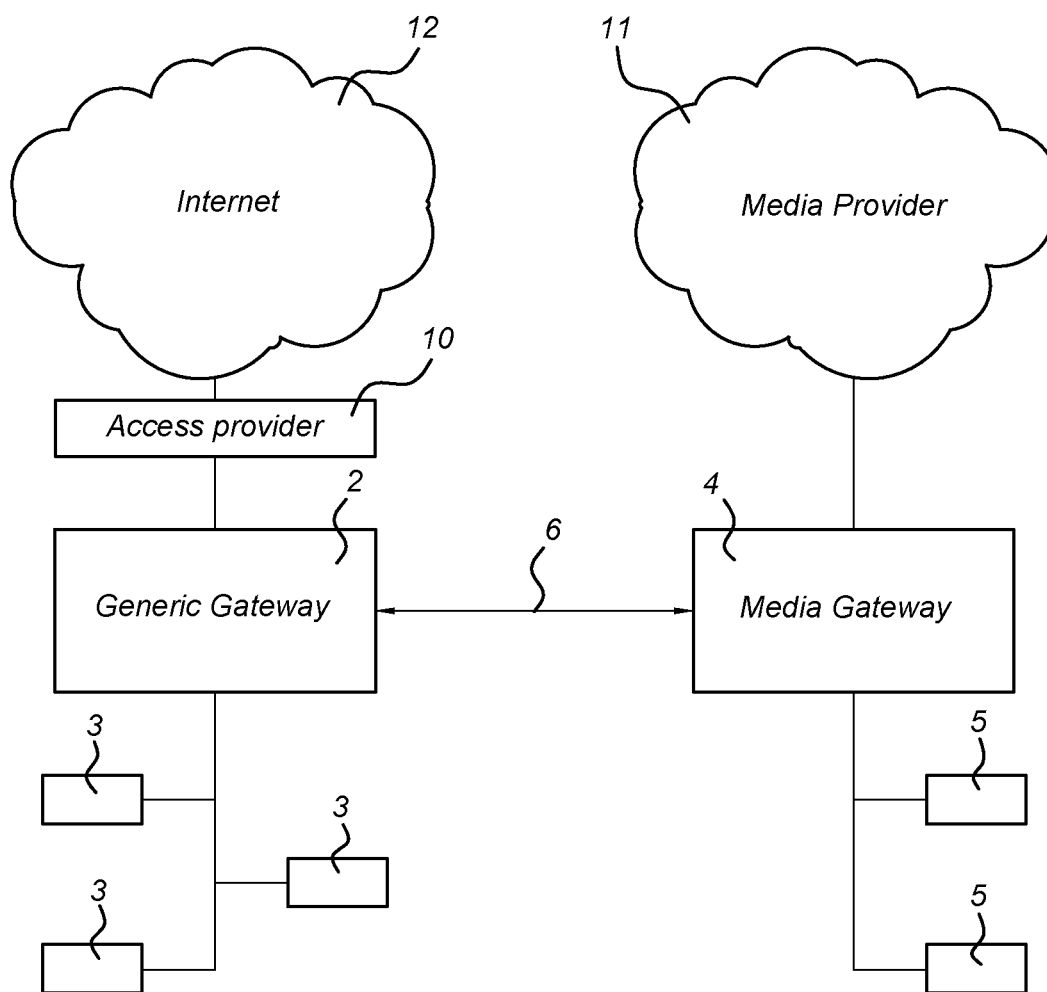 12
11
Internet
Media Provider
10
Access provider
2
4
6
Generic Gateway
Media Gateway
3
5
3
3
5